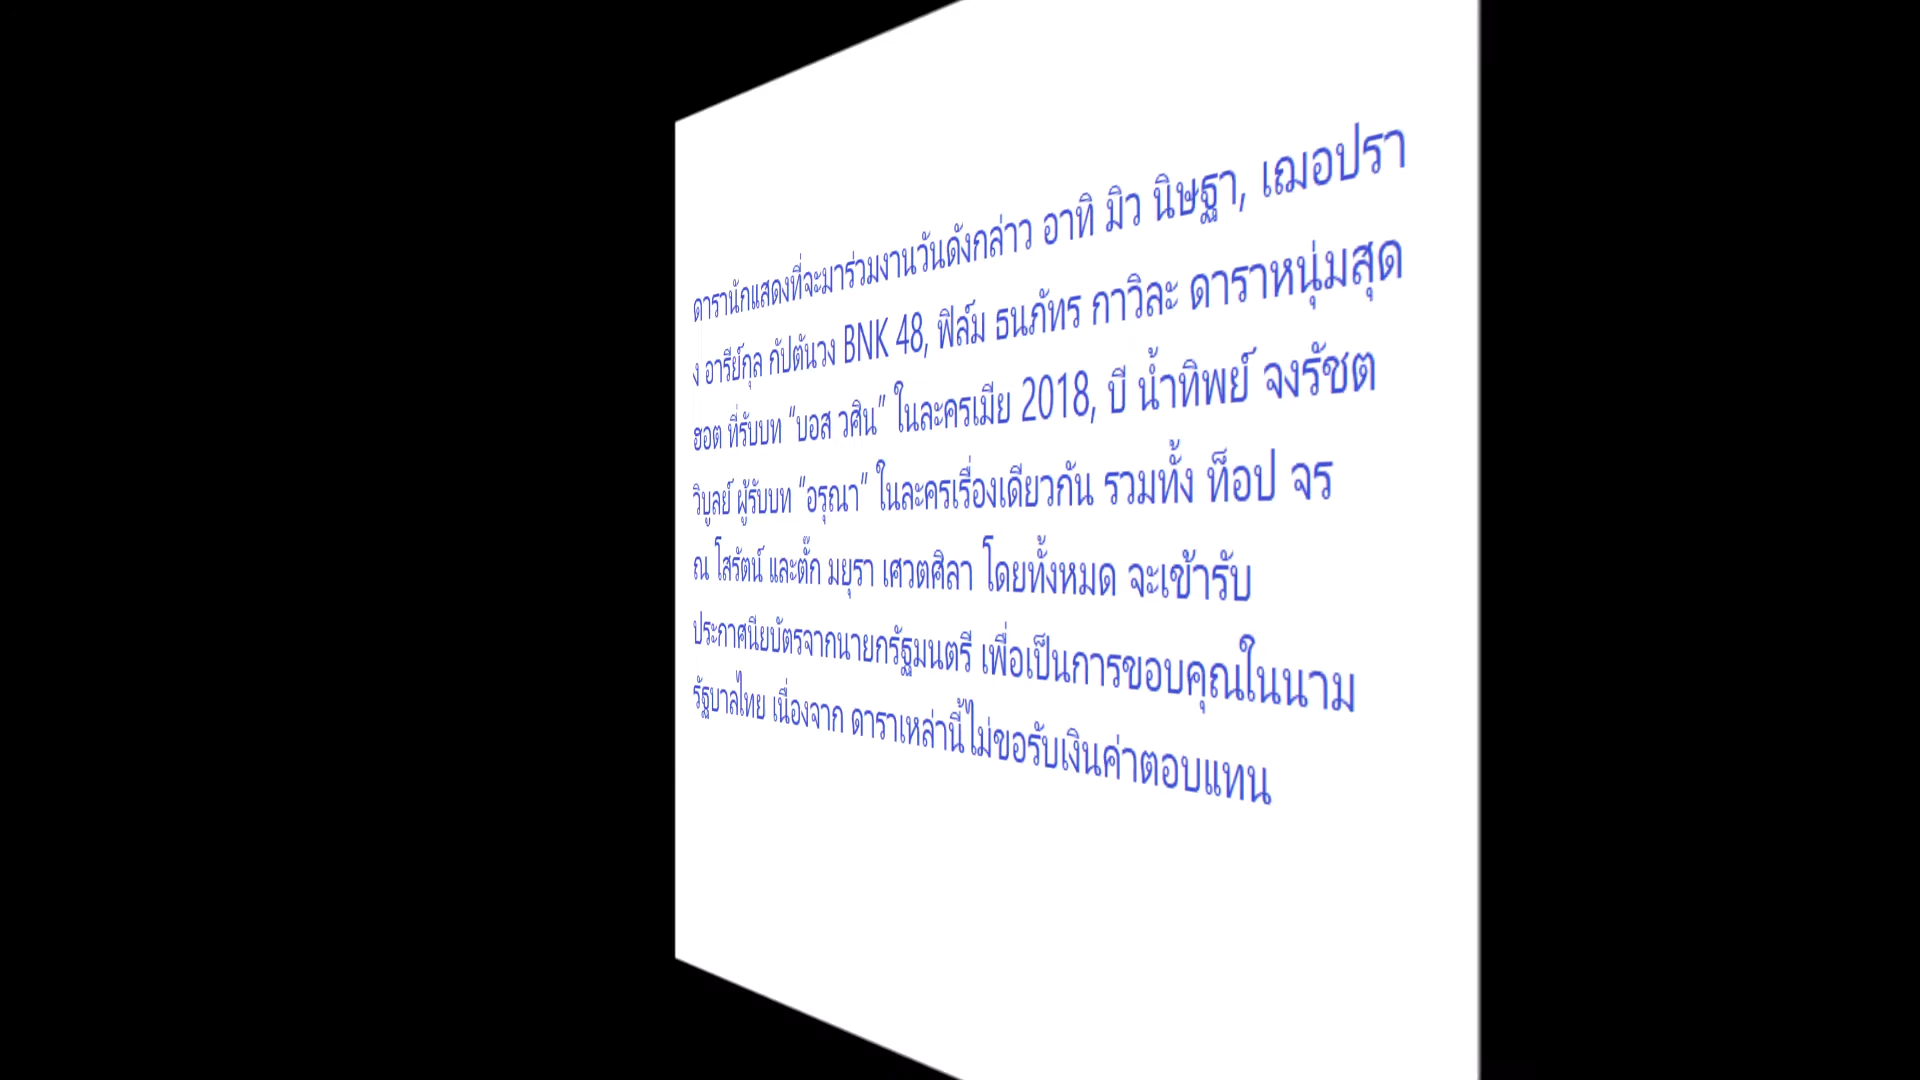 ดารานักแสดงที่จะมาร่วมงานวันดังกล่าว อาทิ มิว นิษฐา, เฌอปรา
ง อารีย์กุล กัปตันวง BNK 48, ฟิล์ม ธนภัทร กาวิละ ดาราหนุ่มสุด
ฮอต ที่รับบท “บอส วศิน” ในละครเมีย 2018, บี น้ำทิพย์ จงรัชต
วิบูลย์ ผู้รับบท “อรุณา” ในละครเรื่องเดียวกัน รวมทั้ง ท็อป จร
ณ โสรัตน์ และตั๊ก มยุรา เศวตศิลา โดยทั้งหมด จะเข้ารับ
ประกาศนียบัตรจากนายกรัฐมนตรี เพื่อเป็นการขอบคุณในนาม
รัฐบาลไทย เนื่องจาก ดาราเหล่านี้ไม่ขอรับเงินค่าตอบแทน